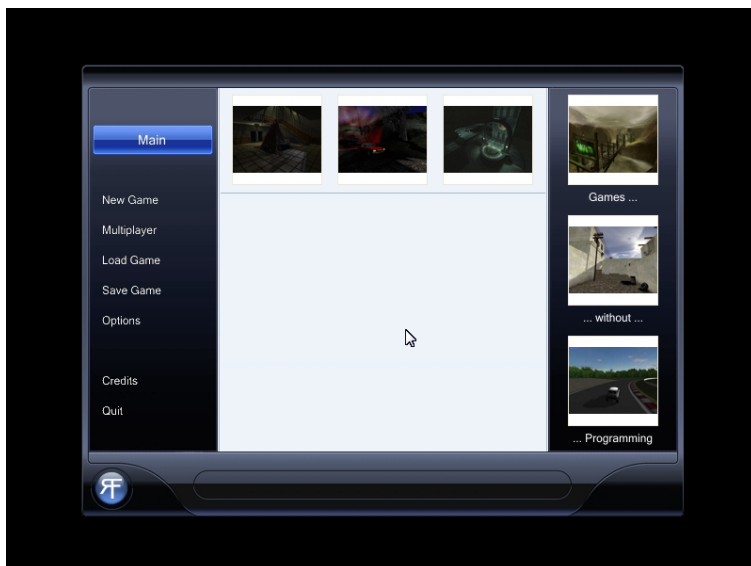 Main
New Game
Multiplayer
Load Game
Save Game
Options
Credits
Quit
Games ...
... without ...
... Programming